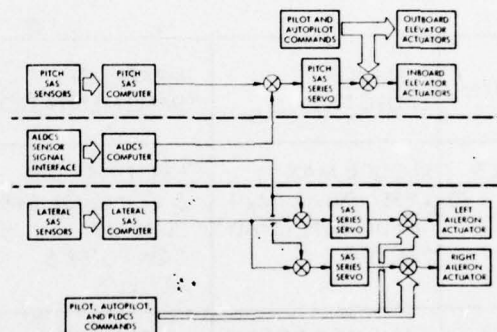 PILOT AND
AUTOPILOT
COMMANDS
OUTBOARD
ELEVATOR
ACTUATORS
PITCH
SAS
SENSORS
PITCH
SAS
COMPUTER
PITCH
SAS
SERIES
SERVO
INBOARD
ELEVATOR
ACTUATORS
ALDCS
SENSOR
SIGNAL
INTERFACE
ALDCS
COMPUTER
LATERAL
SAS
SENSORS
LATERAL
SAS
COMPUTER
SAS
SERIES
SERVO
LEFT
AILERON
ACTUATOR
SAS
SERIES
SERVO
RIGHT
AILERON
ACTUATOR
PILOT, AUTOPILOT,
AND PLDCS
COMMANDS